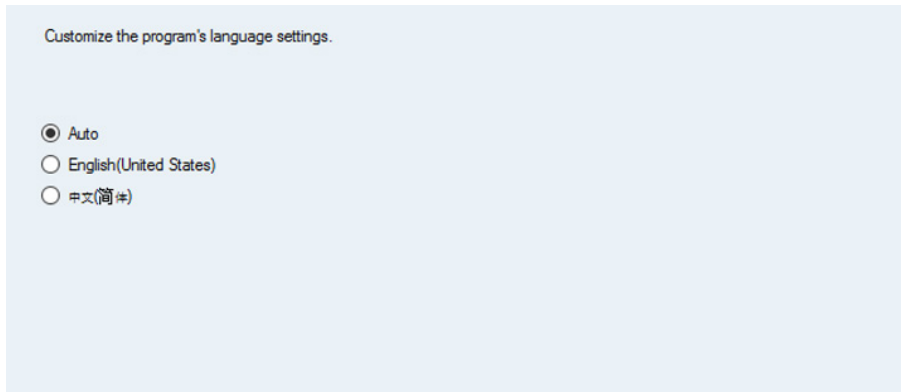 Customize the program's language settings.
Auto
English(United States)
中文(简体)